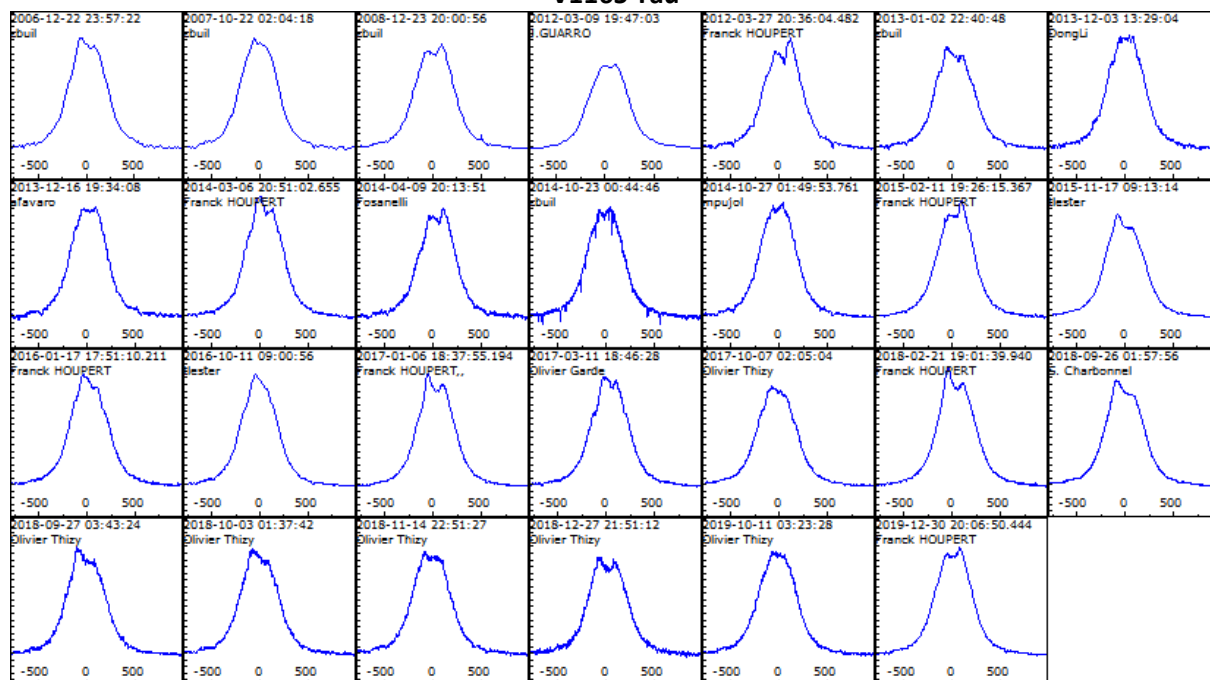 V1165 Tau
2006-12-22 23:57:22 2007-10-22 02:04:18 2008-12-23 20:00:56 2012-03-09 19:47:03 2012-03-27 20:36:04.482 2013-01-02 22:40:48 2013-12-03 13:29:04
cbuil cbuil cbuil J.GUARRO Franck HOUPERT cbuil DongLi
-500 0 500 -500 0 500 -500 0 500 -500 0 500 -500 0 500 -500 0 500 -500 0 500
2013-12-16 19:34:08 2014-03-06 20:51:02.655 2014-04-09 20:13:51 2014-10-23 00:44:46 2014-10-27 01:49:53.761 2015-02-11 19:26:15.367 2015-11-17 09:13:14
afavaro Franck HOUPERT Fosanelli cbuil mpujol Franck HOUPERT dlester
-500 0 500 -500 0 500 -500 0 500 -500 0 500 -500 0 500 -500 0 500 -500 0 500
2016-01-17 17:51:10.211 2016-10-11 09:00:56 2017-01-06 18:37:55.194 2017-03-11 18:46:28 2017-10-07 02:05:04 2018-02-21 19:01:39.940 2018-09-26 01:57:56
Franck HOUPERT dlester Franck HOUPERT,, Olivier Garde Olivier Thizy Franck HOUPERT S. Charbonnel
-500 0 500 -500 0 500 -500 0 500 -500 0 500 -500 0 500 -500 0 500 -500 0 500
2018-09-27 03:43:24 2018-10-03 01:37:42 2018-11-14 22:51:27 2018-12-27 21:51:12 2019-10-11 03:23:28 2019-12-30 20:06:50.444
Olivier Thizy Olivier Thizy Olivier Thizy Olivier Thizy Olivier Thizy Franck HOUPERT
-500 0 500 -500 0 500 -500 0 500 -500 0 500 -500 0 500 -500 0 500